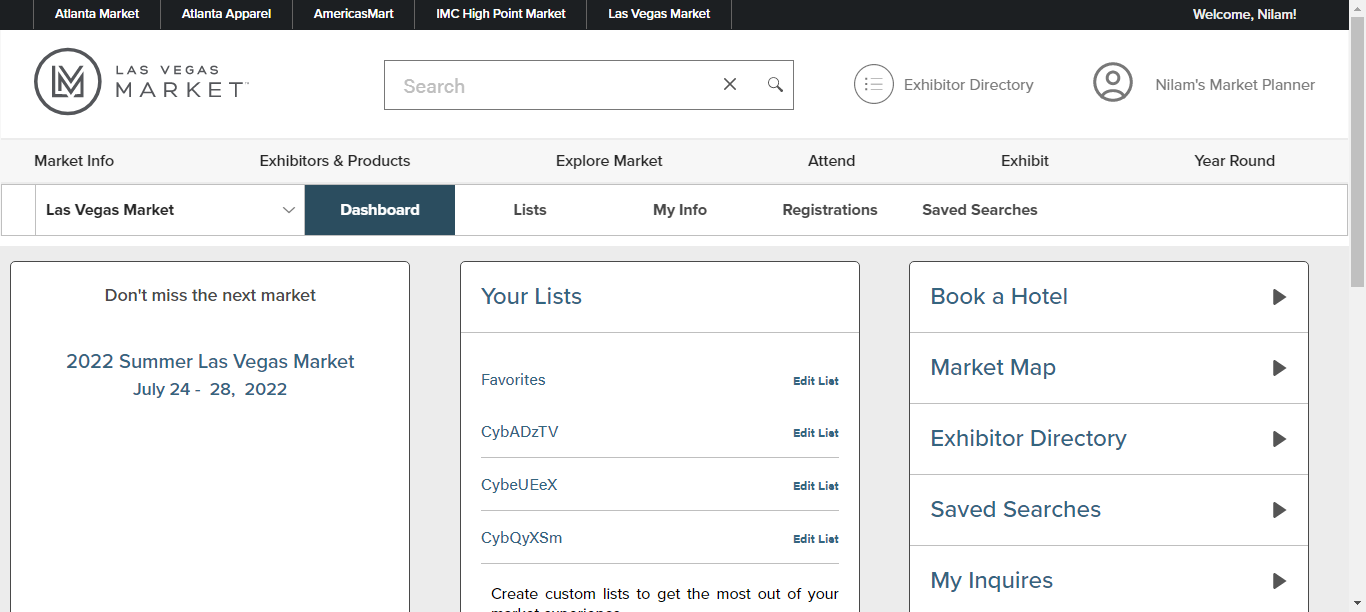 Atlanta Market
Atlanta Apparel
AmericasMart
IMC High Point Market
Las Vegas Market
Welcome, Nilam!
LAS VEGAS
MARKET
Search
Exhibitor Directory
Nilam's Market Planner
Market Info
Exhibitors & Products
Explore Market
Attend
Exhibit
Year Round
Las Vegas Market
Dashboard
Lists
My Info
Registrations
Saved Searches
Don't miss the next market
2022 Summer Las Vegas Market
July 24 - 28, 2022
Your Lists
Favorites
Edit List
CybADzTV
Edit List
CybeUEeX
Edit List
CybQyXSm
Edit List
Create custom lists to get the most out of your
market experience
Book a Hotel
Market Map
Exhibitor Directory
Saved Searches
My Inquires